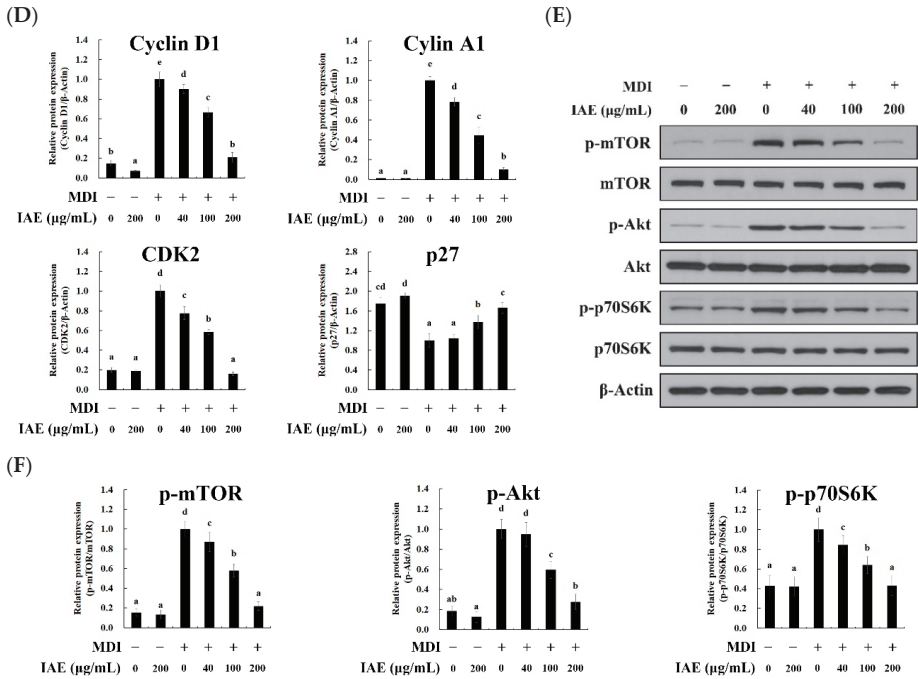 (D)
Cyclin D1
Relative protein expression
(Cyclin D1/β-Actin)
1.4
1.2
1.0
0.8
0.6
0.4
0.2
0.0
b
a
e
d
c
b
MDI − − + + + +
IAE (μg/mL) 0 200 0 40 100 200
Cylin A1
Relative protein expression
(Cyclin A1/β-Actin)
1.4
1.2
1.0
0.8
0.6
0.4
0.2
0.0
a
a
e
d
c
b
MDI − − + + + +
IAE (μg/mL) 0 200 0 40 100 200
CDK2
Relative protein expression
(CDK2/β-Actin)
1.4
1.2
1.0
0.8
0.6
0.4
0.2
0.0
a
a
d
c
b
a
MDI − − + + + +
IAE (μg/mL) 0 200 0 40 100 200
p27
Relative protein expression
(p27/β-Actin)
2.8
2.4
2.0
1.6
1.2
0.8
0.4
0.0
cd
d
a
a
b
c
MDI − − + + + +
IAE (μg/mL) 0 200 0 40 100 200
(E)
MDI − − + + + +
IAE (μg/mL) 0 200 0 40 100 200
p-mTOR
mTOR
p-Akt
Akt
p-p70S6K
p70S6K
β-Actin
(F)
p-mTOR
Relative protein expression
(p-mTOR/mTOR)
1.4
1.2
1.0
0.8
0.6
0.4
0.2
0.0
a
a
d
c
b
a
MDI − − + + + +
IAE (μg/mL) 0 200 0 40 100 200
p-Akt
Relative protein expression
(p-Akt/Akt)
1.4
1.2
1.0
0.8
0.6
0.4
0.2
0.0
ab
a
d
d
c
b
MDI − − + + + +
IAE (μg/mL) 0 200 0 40 100 200
p-p70S6K
Relative protein expression
(p-p70S6K/p70S6K)
1.4
1.2
1.0
0.8
0.6
0.4
0.2
0.0
a
a
d
c
b
a
MDI − − + + + +
IAE (μg/mL) 0 200 0 40 100 200